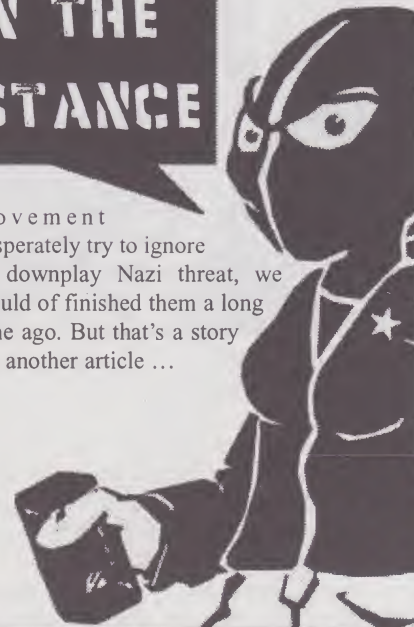 N THE
STANCE
ovement
sperately try to ignore
downplay Nazi threat, we
uld of finished them a long
ne ago. But that's a story
another article ...